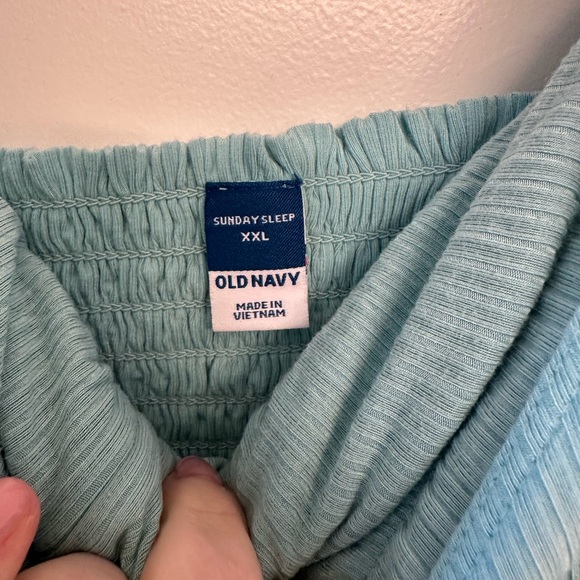 SUNDAY SLEEP
XXL
OLD NAVY
MADE IN
VIETNAM